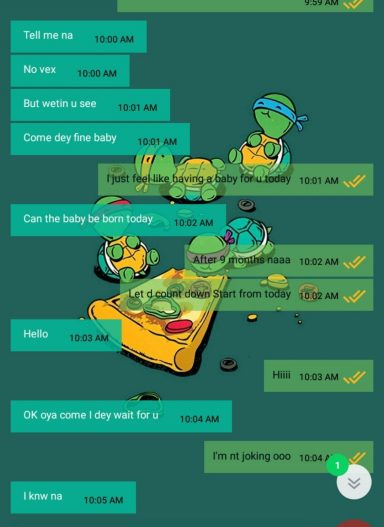 9:59 AM
Tell me na 10:00 AM
No vex 10:00 AM
But wetin u see 10:01 AM
Come dey fine baby 10:01 AM
I just feel like having a baby for u today 10:01 AM
Can the baby be born today 10:02 AM
After 9 months naaa 10:02 AM
Let d count down Start from today 10:02 AM
Hello 10:03 AM
Hiiii 10:03 AM
OK oya come I dey wait for u 10:04 AM
I'm nt joking ooo 10:04 A
1
I knw na 10:05 AM